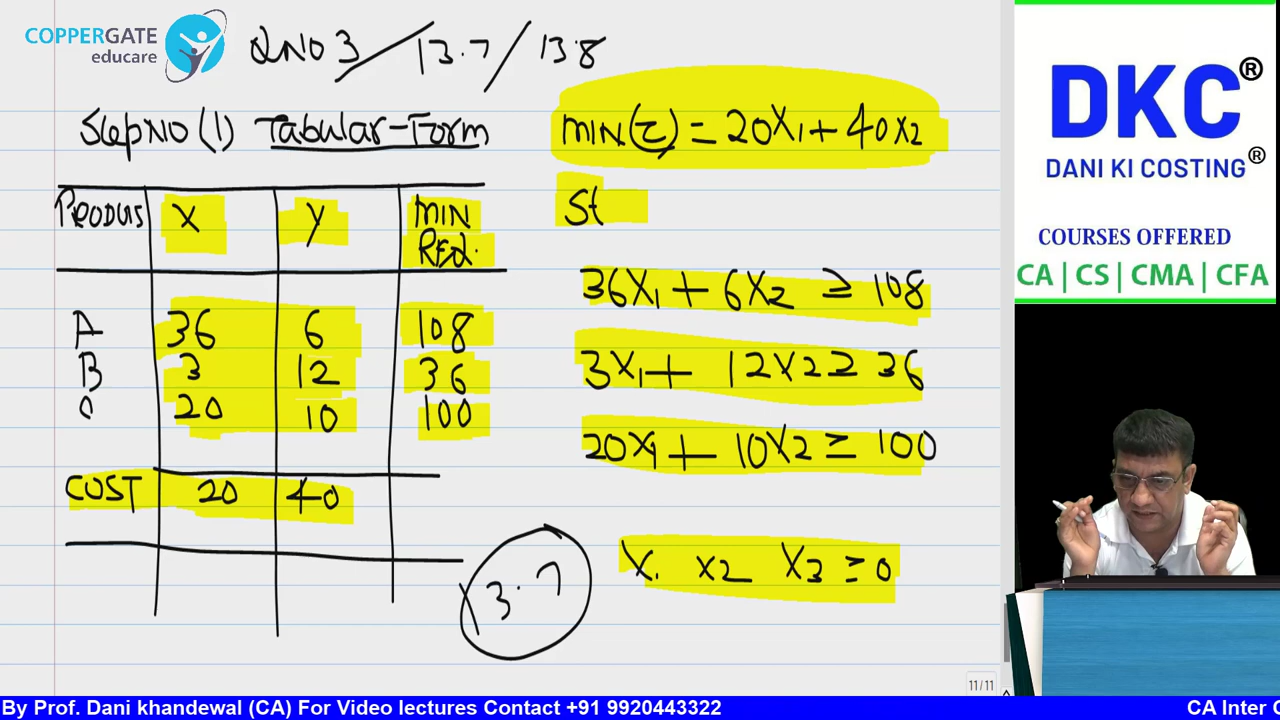 COPPERGATE
educare
QNO 3 / 13.7 / 13.8
Step NO (1) Tabular-Form
MIN(Z) = 20X1 + 40X2
PRODUS X Y MIN REQ.
St
A 36 6 108
36X1 + 6X2 ≥ 108
B 3 12 36
3X1 + 12X2 ≥ 36
20 10 100
20X1 + 10X2 ≥ 100
COST 20 40
X1 X2 X3 ≥ 0
13.7
11/11
DKC®
DANI KI COSTING®
COURSES OFFERED
CA | CS | CMA | CFA
By Prof. Dani khandewal (CA) For Video lectures Contact +91 9920443322
CA Inter C